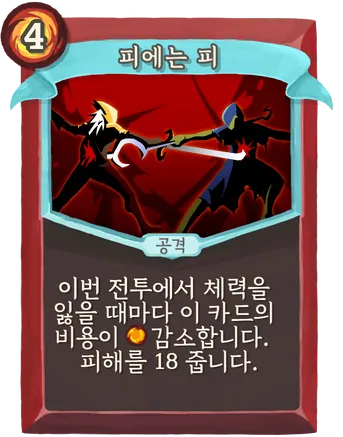 4
피에는 피
공격
이번 전투에서 체력을
잃을 때마다 이 카드의
비용이 감소합니다.
피해를 18 줍니다.